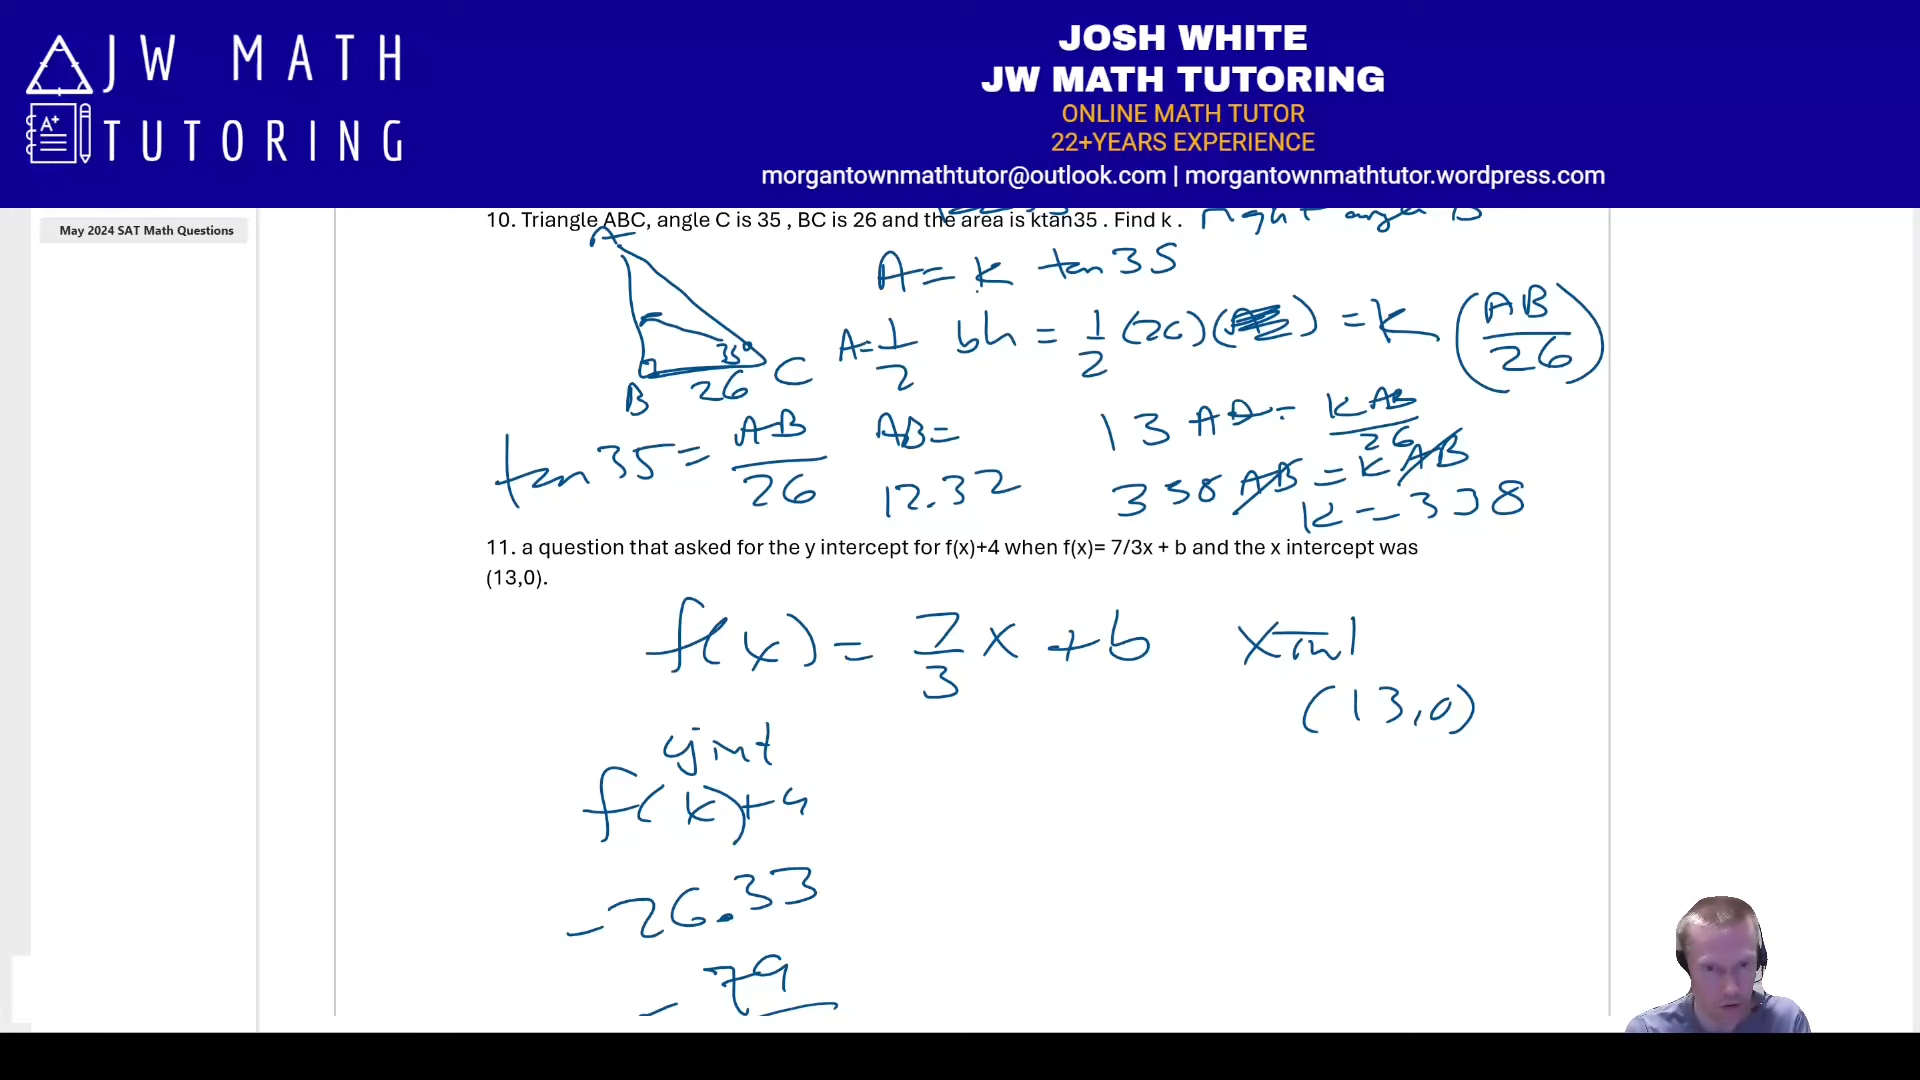 JW MATH
TUTORING
A+
JOSH WHITE
JW MATH TUTORING
ONLINE MATH TUTOR
22+YEARS EXPERIENCE
morgantownmathtutor@outlook.com | morgantownmathtutor.wordpress.com
May 2024 SAT Math Questions
right angle B
10. Triangle ABC, angle C is 35 , BC is 26 and the area is ktan35 . Find k .
A
35°
B 26 C
A = k tan 35
A = 1/2 bh = 1/2 (26)( ) = k (AB/26)
tan 35 = AB/26
AB =
12.32
13 AB = kAB/26
338 AB = k AB
k = 338
11. a question that asked for the y intercept for f(x)+4 when f(x)= 7/3x + b and the x intercept was
(13,0).
f(x) = 7/3 x + b x int
(13,0)
y int
f(x)+4
-26.33
- 79